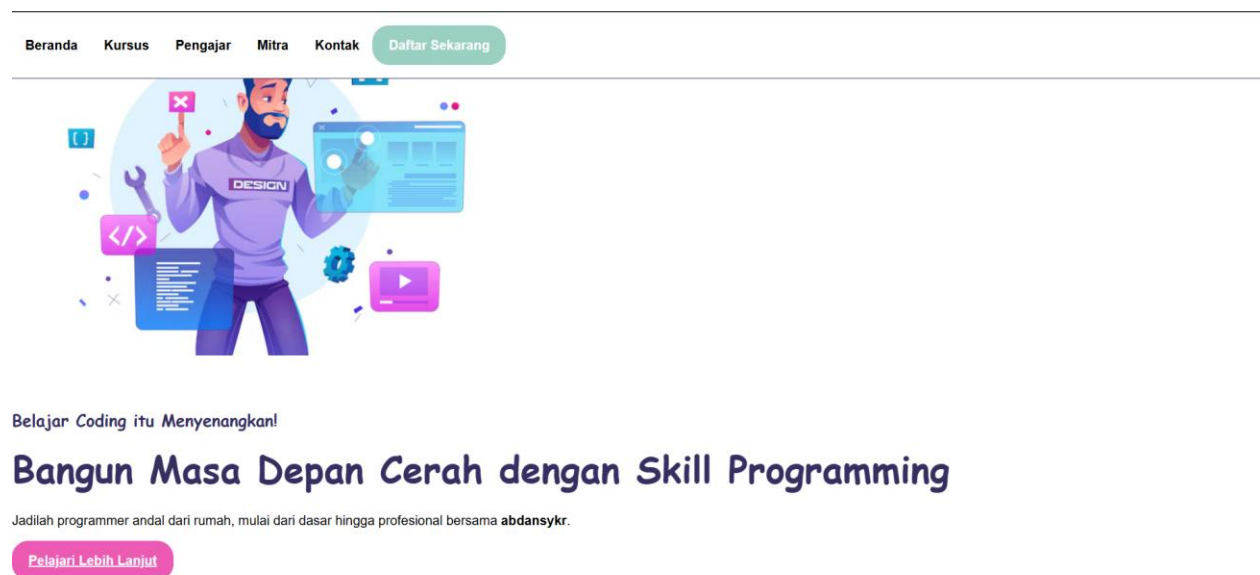 Beranda Kursus Pengajar Mitra Kontak Daftar Sekarang
DESIGN
</>
Belajar Coding itu Menyenangkan!
Bangun Masa Depan Cerah dengan Skill Programming
Jadilah programmer andal dari rumah, mulai dari dasar hingga profesional bersama abdansykr.
Pelajari Lebih Lanjut